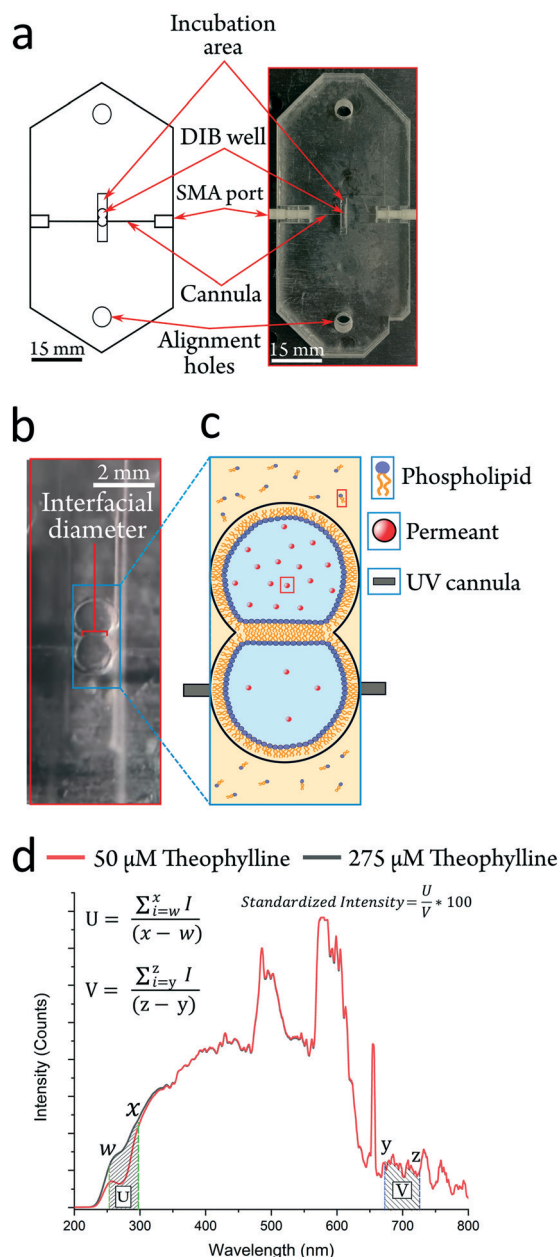 a
Incubation
area
DIB well
SMA port
Cannula
Alignment
holes
15 mm
15 mm
b
2 mm
Interfacial
diameter
c
Phospholipid
Permeant
UV cannula
d
50 µM Theophylline
275 µM Theophylline
U = ∑ˣᵢ₌w I / (x − w)
Standardized Intensity = U/V * 100
V = ∑ᶻᵢ₌y I / (z − y)
Intensity (Counts)
w
x
U
y
z
V
200 300 400 500 600 700 800
Wavelength (nm)